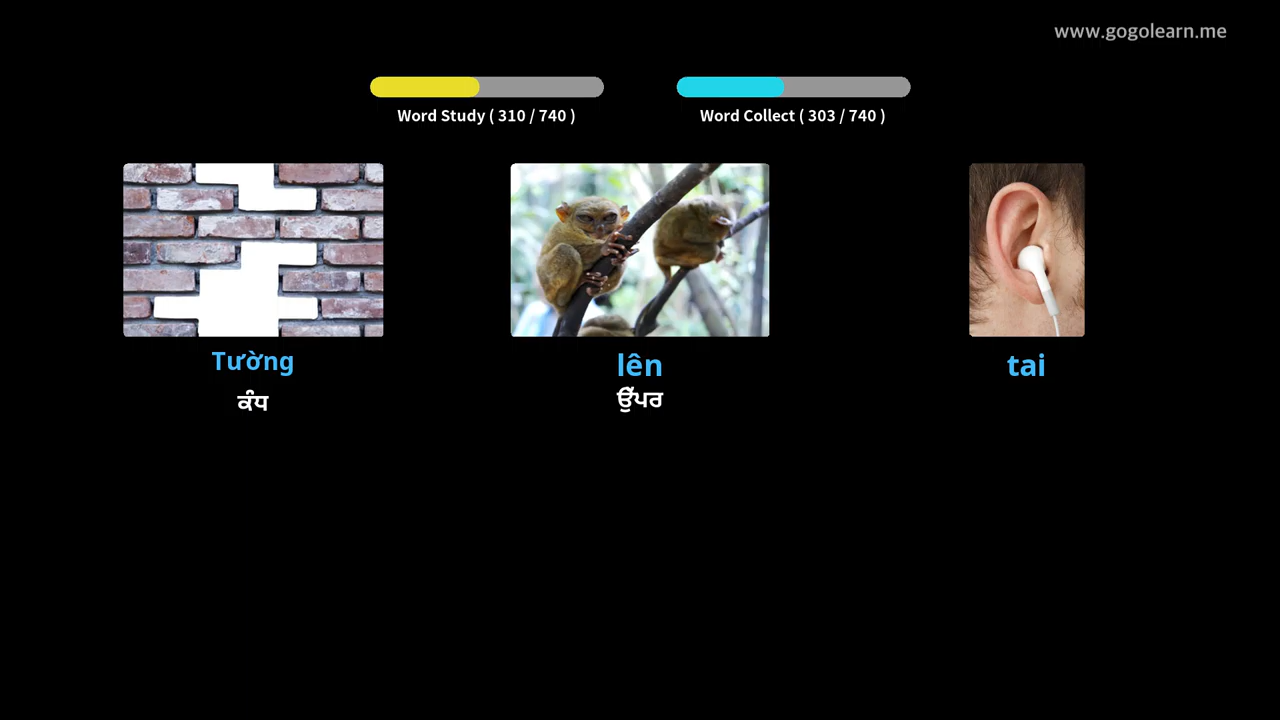 www.gogolearn.me
Word Study ( 310 / 740 )
Word Collect ( 303 / 740 )
Tường
ਕੰਧ
lên
ਉੱਪਰ
tai